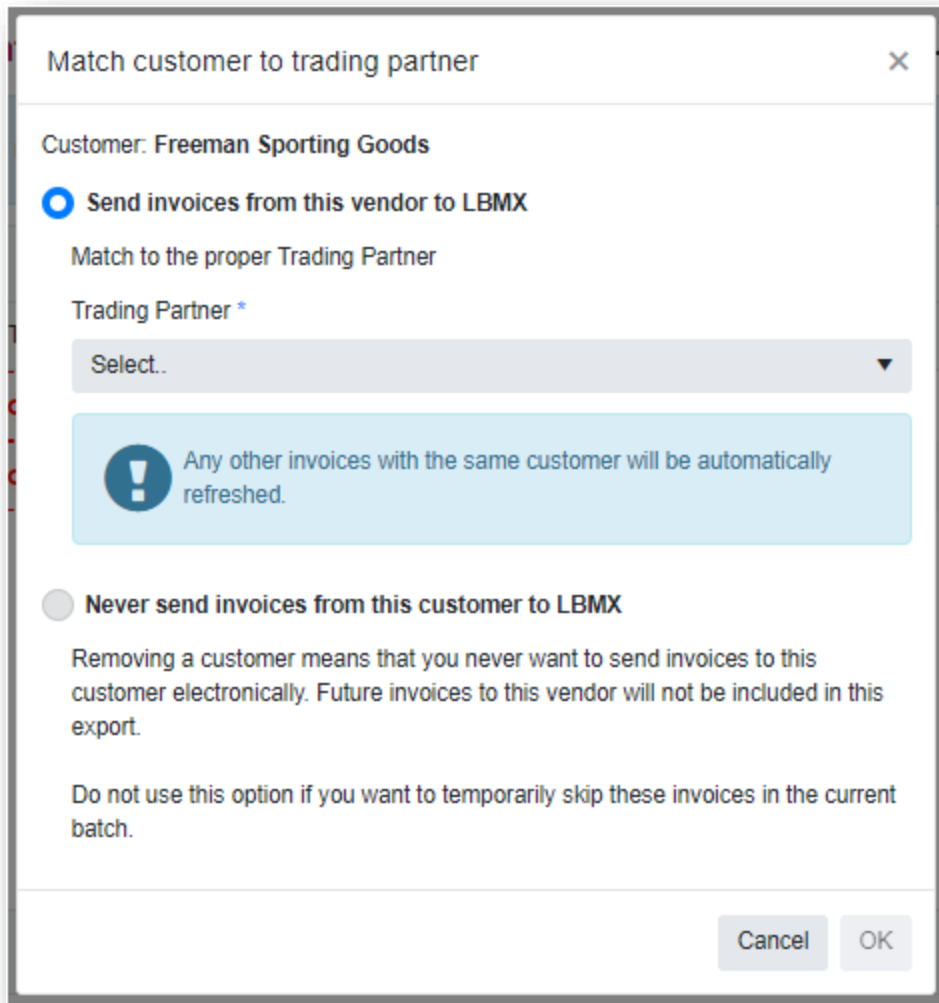 Match customer to trading partner
Customer: Freeman Sporting Goods
Send invoices from this vendor to LBMX
Match to the proper Trading Partner
Trading Partner *
Select..
Any other invoices with the same customer will be automatically
refreshed.
Never send invoices from this customer to LBMX
Removing a customer means that you never want to send invoices to this
customer electronically. Future invoices to this vendor will not be included in this
export.
Do not use this option if you want to temporarily skip these invoices in the current
batch.
Cancel OK